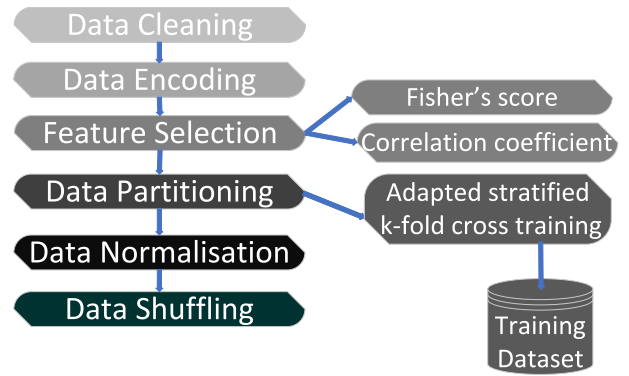 Data Cleaning
Data Encoding
Feature Selection
Fisher’s score
Correlation coefficient
Data Partitioning
Adapted stratified
k-fold cross training
Data Normalisation
Data Shuffling
Training
Dataset